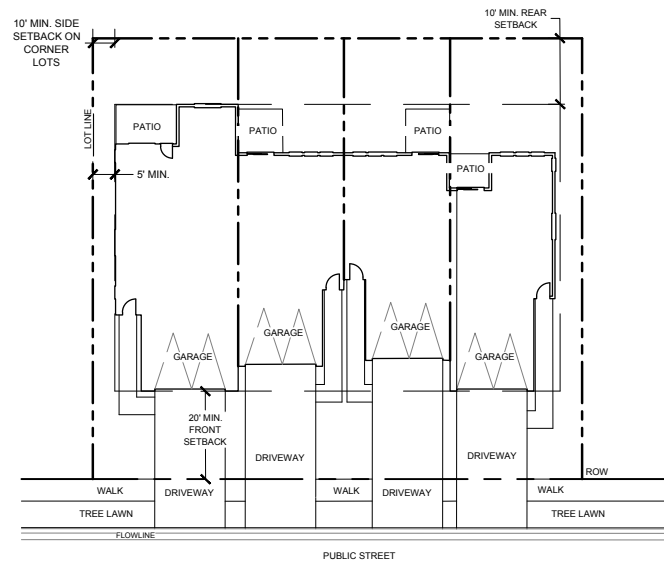 10' MIN. SIDE
SETBACK ON
CORNER
LOTS
10' MIN. REAR
SETBACK
LOT LINE
PATIO
PATIO
PATIO
PATIO
5' MIN.
GARAGE
GARAGE
GARAGE
GARAGE
20' MIN.
FRONT
SETBACK
DRIVEWAY
DRIVEWAY
ROW
WALK
DRIVEWAY
WALK
DRIVEWAY
WALK
TREE LAWN
TREE LAWN
FLOWLINE
PUBLIC STREET